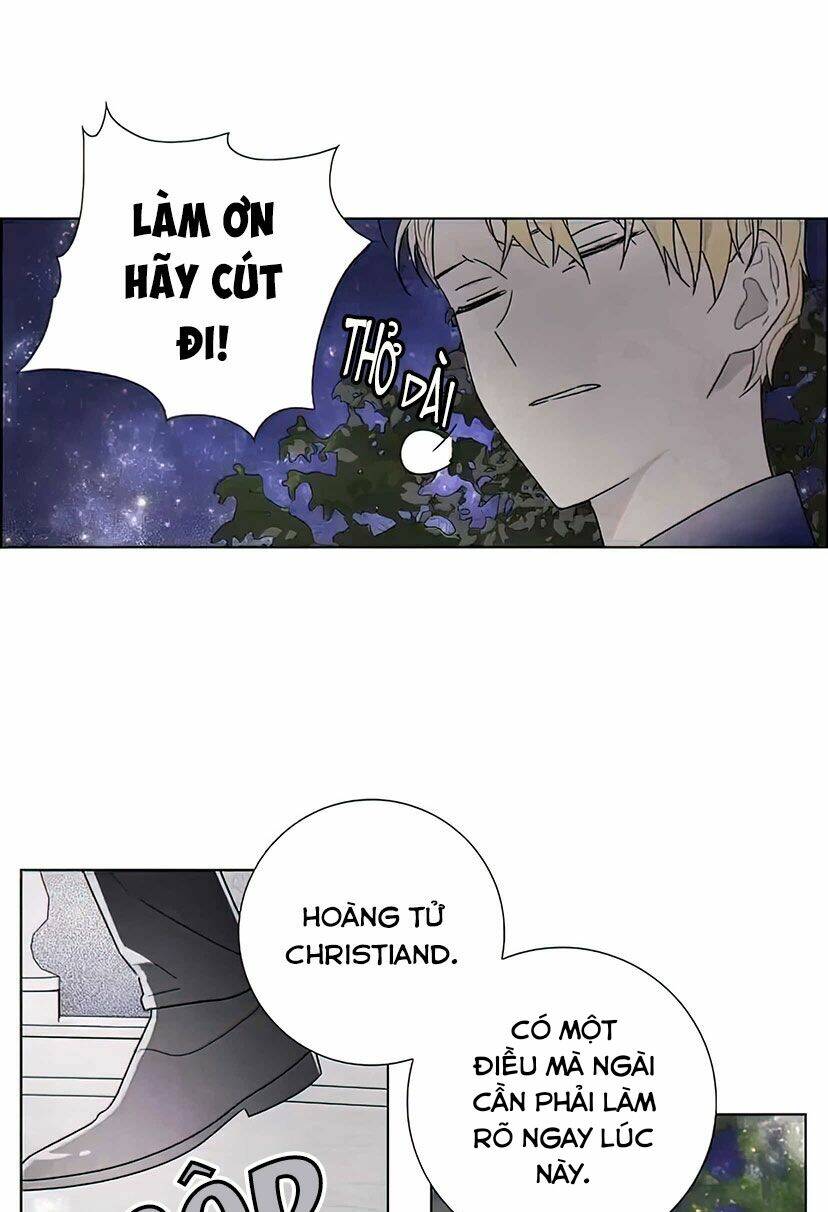 LÀM ƠN
HÃY CÚT
ĐI!
THỞ DÀI
HOÀNG TỬ
CHRISTIAND.
CÓ MỘT
ĐIỀU MÀ NGÀI
CẦN PHẢI LÀM
RÕ NGAY LÚC
NÀY.